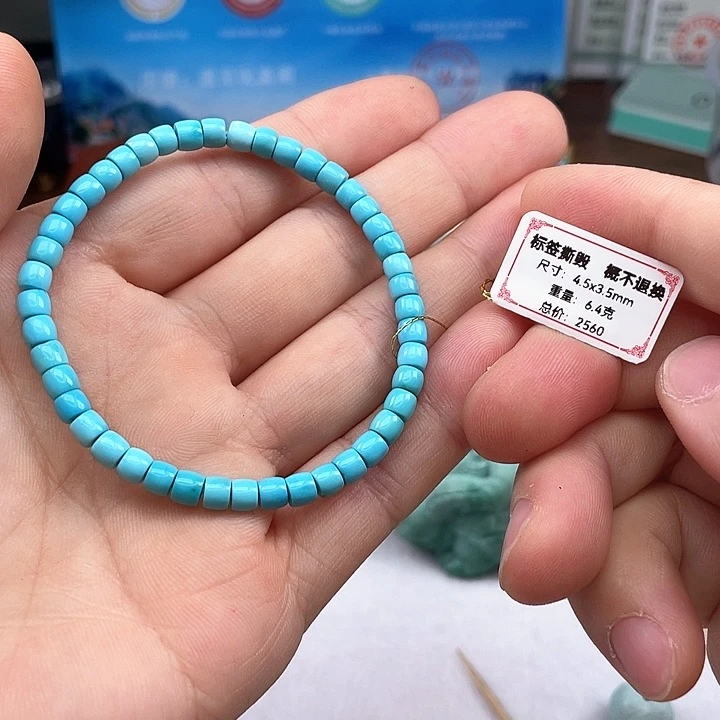 标签撕毁 概不退换
尺寸: 4.5x3.5mm
重量: 6.4克
总价: 2560